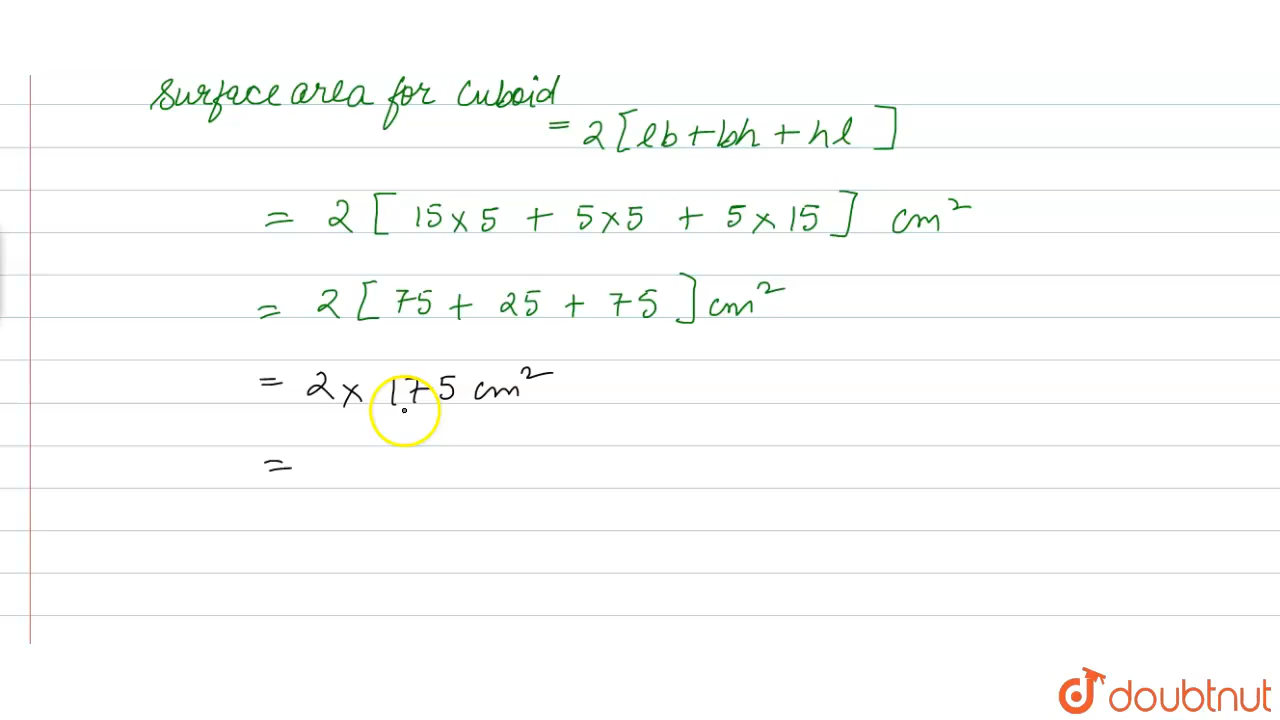 surface area for cuboid
= 2 [ lb + bh + hl ]
= 2 [ 15 x 5 + 5 x 5 + 5 x 15 ] cm²
= 2 [ 75 + 25 + 75 ] cm²
= 2 x 175 cm²
=
doubtnut